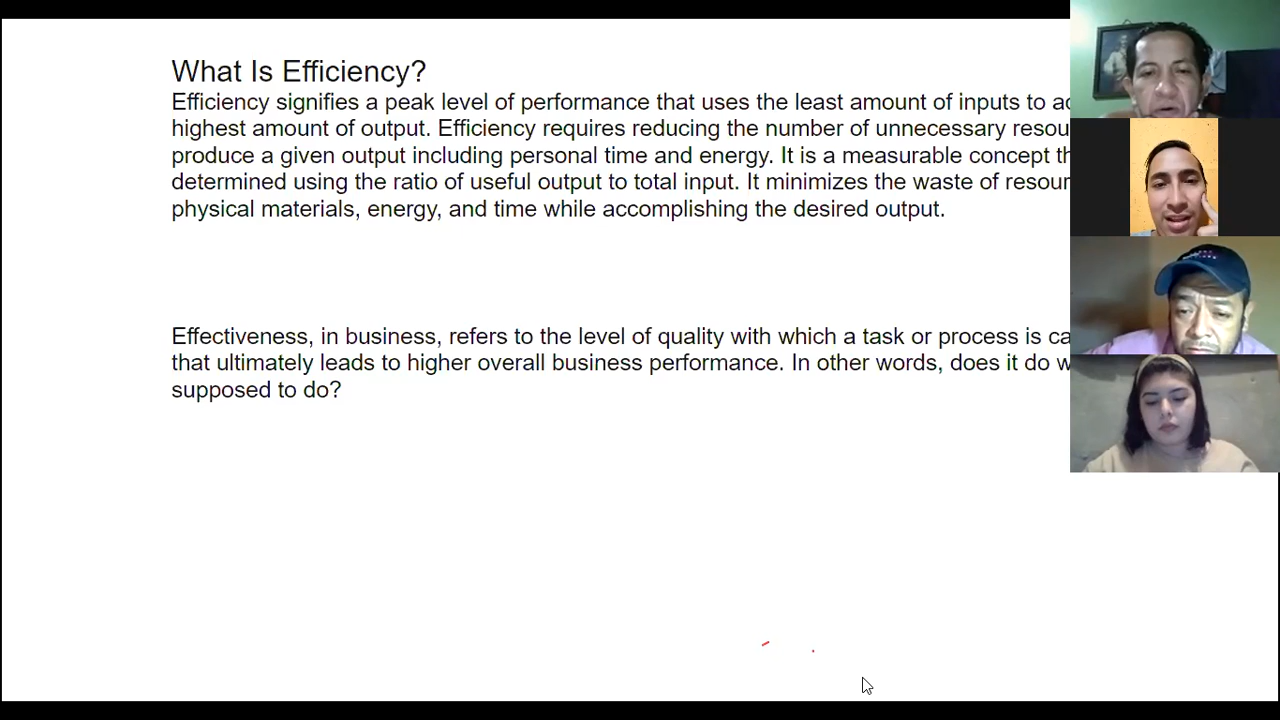 What Is Efficiency?
Efficiency signifies a peak level of performance that uses the least amount of inputs to
highest amount of output. Efficiency requires reducing the number of unnecessary
produce a given output including personal time and energy. It is a measurable concept
determined using the ratio of useful output to total input. It minimizes the waste of
physical materials, energy, and time while accomplishing the desired output.
Effectiveness, in business, refers to the level of quality with which a task or process is
that ultimately leads to higher overall business performance. In other words, does it do
supposed to do?